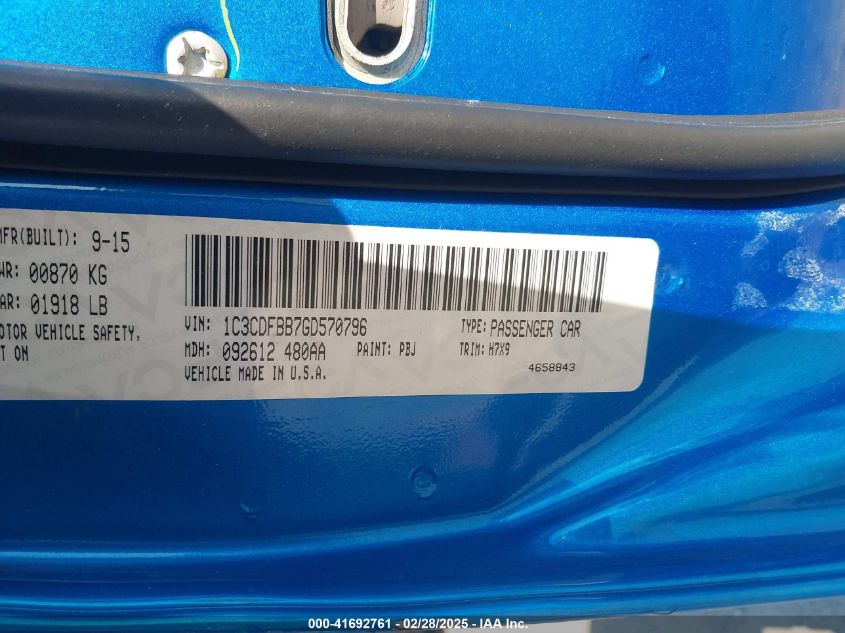 MFR(BUILT): 9-15
WR: 00870 KG
AR: 01918 LB
OTOR VEHICLE SAFETY,
T ON
VIN: 1C3CDFBB7GD570796 TYPE: PASSENGER CAR
MDH: 092612 480AA PAINT: PBJ TRIM: H7X9
VEHICLE MADE IN U.S.A. 4658843
000-41692761 - 02/28/2025 - IAA Inc.